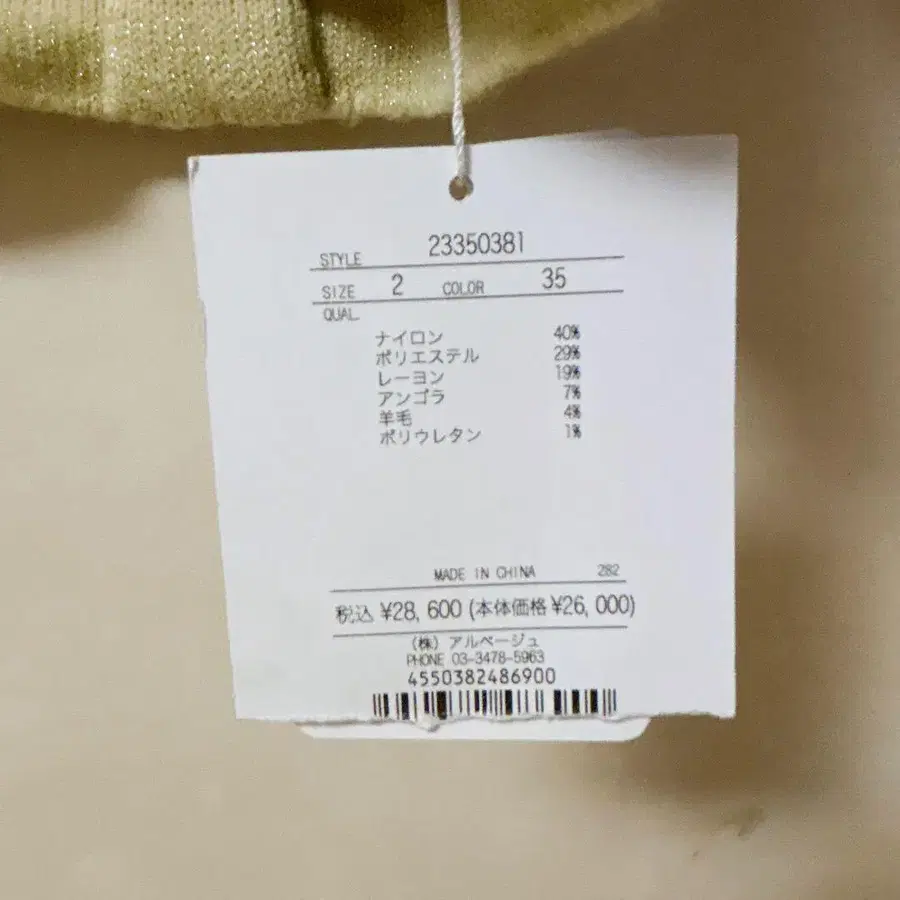 STYLE 23350381
SIZE 2 COLOR 35
QUAL.
ナイロン 40%
ポリエステル 29%
レーヨン 19%
アンゴラ 7%
羊毛 4%
ポリウレタン 1%
MADE IN CHINA 282
税込 ¥28,600 (本体価格 ¥26,000)
(株) アルページュ
PHONE 03-3478-5963
4550382486900